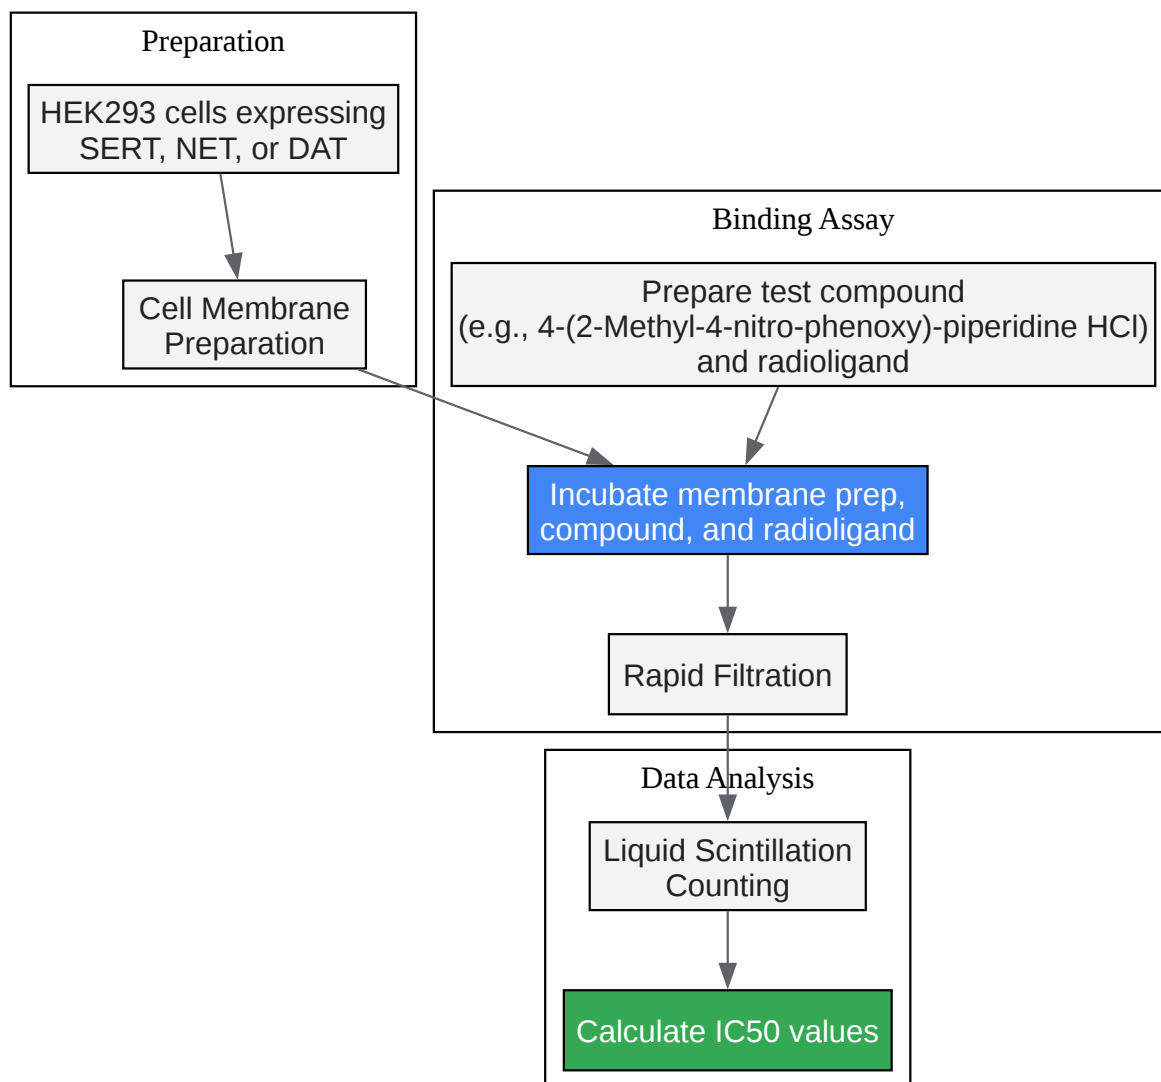 Preparation
HEK293 cells expressing
SERT, NET, or DAT
Cell Membrane
Preparation
Binding Assay
Prepare test compound
(e.g., 4-(2-Methyl-4-nitro-phenoxy)-piperidine HCl)
and radioligand
Incubate membrane prep,
compound, and radioligand
Rapid Filtration
Data Analysis
Liquid Scintillation
Counting
Calculate IC50 values